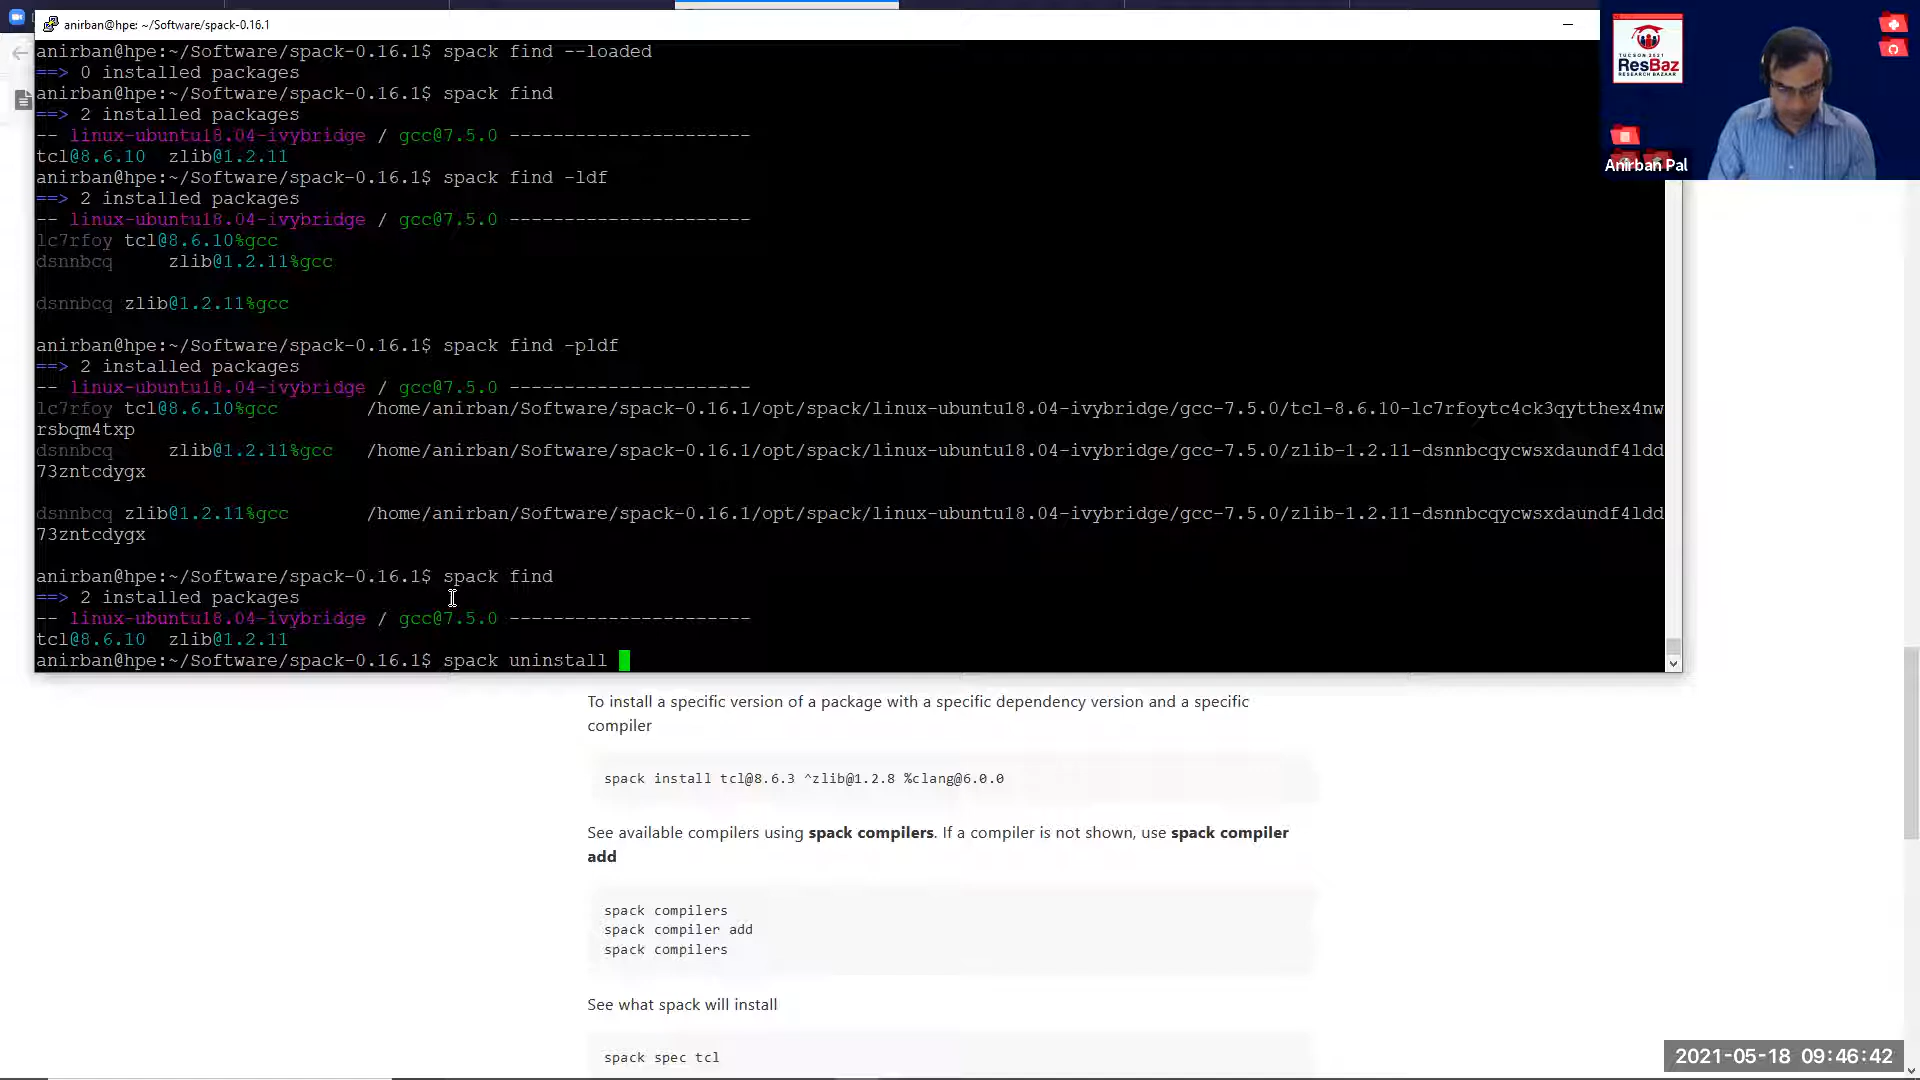 anirban@hpe: ~/Software/spack-0.16.1
anirban@hpe:~/Software/spack-0.16.1$ spack find --loaded
==> 0 installed packages
anirban@hpe:~/Software/spack-0.16.1$ spack find
==> 2 installed packages
-- linux-ubuntu18.04-ivybridge / gcc@7.5.0 ----------------------
tcl@8.6.10  zlib@1.2.11
anirban@hpe:~/Software/spack-0.16.1$ spack find -ldf
==> 2 installed packages
-- linux-ubuntu18.04-ivybridge / gcc@7.5.0 ----------------------
lc7rfoy tcl@8.6.10%gcc
dsnnbcq     zlib@1.2.11%gcc
dsnnbcq zlib@1.2.11%gcc
anirban@hpe:~/Software/spack-0.16.1$ spack find -pldf
==> 2 installed packages
-- linux-ubuntu18.04-ivybridge / gcc@7.5.0 ----------------------
lc7rfoy tcl@8.6.10%gcc        /home/anirban/Software/spack-0.16.1/opt/spack/linux-ubuntu18.04-ivybridge/gcc-7.5.0/tcl-8.6.10-lc7rfoytc4ck3qytthex4nw
rsbqm4txp
dsnnbcq     zlib@1.2.11%gcc   /home/anirban/Software/spack-0.16.1/opt/spack/linux-ubuntu18.04-ivybridge/gcc-7.5.0/zlib-1.2.11-dsnnbcqycwsxdaundf4ldd
73zntcdygx
dsnnbcq zlib@1.2.11%gcc       /home/anirban/Software/spack-0.16.1/opt/spack/linux-ubuntu18.04-ivybridge/gcc-7.5.0/zlib-1.2.11-dsnnbcqycwsxdaundf4ldd
73zntcdygx
anirban@hpe:~/Software/spack-0.16.1$ spack find
==> 2 installed packages
-- linux-ubuntu18.04-ivybridge / gcc@7.5.0 ----------------------
tcl@8.6.10  zlib@1.2.11
anirban@hpe:~/Software/spack-0.16.1$ spack uninstall
TUCSON 2021
ResBaz
RESEARCH BAZAAR
Anirban Pal
To install a specific version of a package with a specific dependency version and a specific
compiler
spack install tcl@8.6.3 ^zlib@1.2.8 %clang@6.0.0
See available compilers using spack compilers. If a compiler is not shown, use spack compiler
add
spack compilers
spack compiler add
spack compilers
See what spack will install
spack spec tcl
2021-05-18 09:46:42